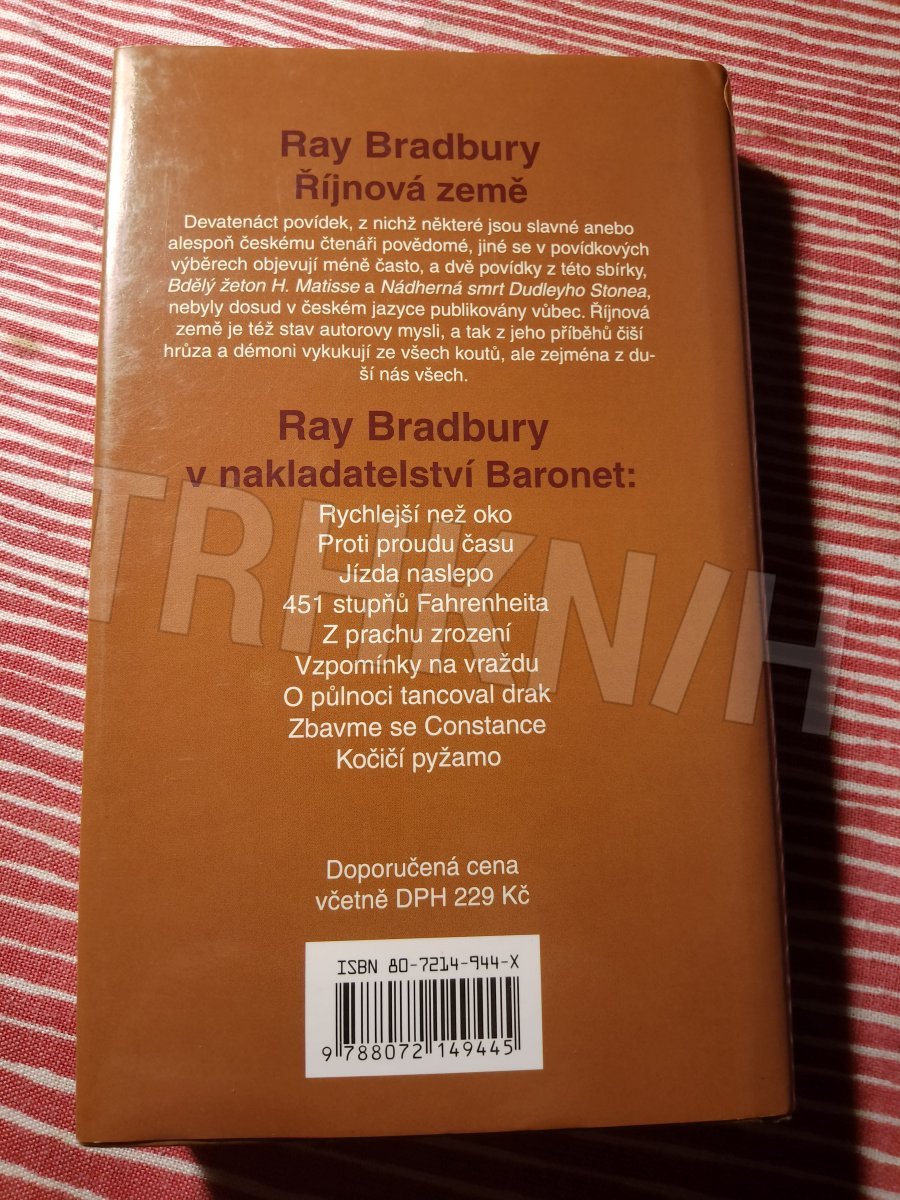 Ray Bradbury
Říjnová země
Devatenáct povídek, z nichž některé jsou slavné anebo
alespoň českému čtenáři povědomé, jiné se v povídkových
výběrech objevují méně často, a dvě povídky z této sbírky,
Bdělý žeton H. Matisse a Nádherná smrt Dudleyho Stonea,
nebyly dosud v českém jazyce publikovány vůbec. Říjnová
země je též stav autorovy mysli, a tak z jeho příběhů čiší
hrůza a démoni vykukují ze všech koutů, ale zejména z du-
ší nás všech.
Ray Bradbury
v nakladatelství Baronet:
Rychlejší než oko
Proti proudu času
Jízda naslepo
451 stupňů Fahrenheita
Z prachu zrození
Vzpomínky na vraždu
O půlnoci tancoval drak
Zbavme se Constance
Kočičí pyžamo
TRHKNIH
Doporučená cena
včetně DPH 229 Kč
ISBN 80-7214-944-X
9 788072 149445